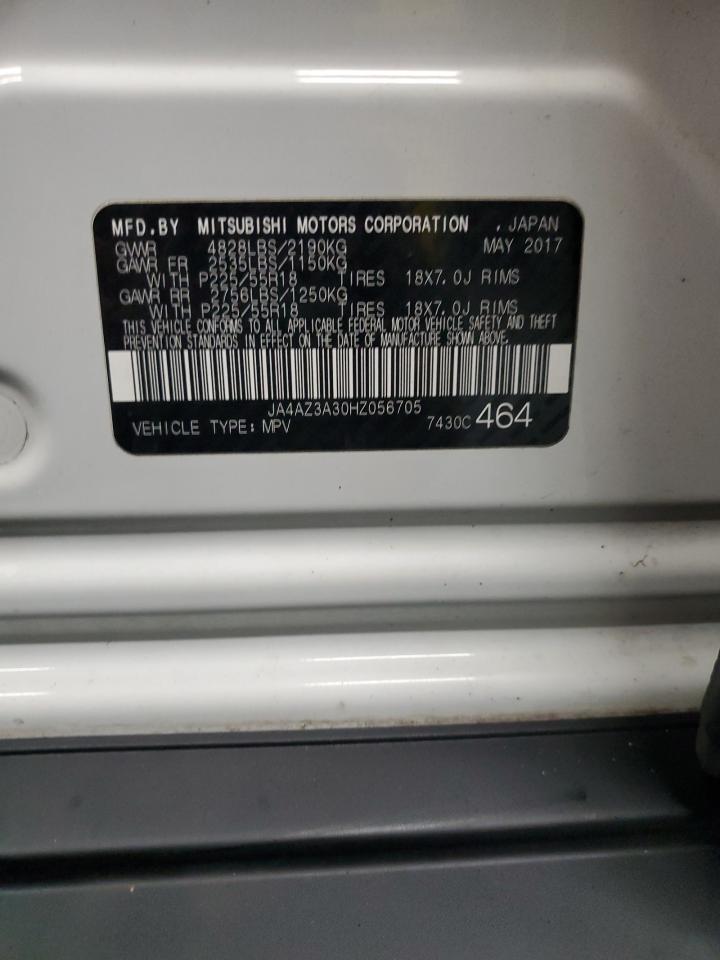 MFD.BY MITSUBISHI MOTORS CORPORATION , JAPAN
GVWR 4828LBS/2190KG MAY 2017
GAWR FR 2535LBS/1150KG
WITH P225/55R18 TIRES 18X7.0J RIMS
GAWR RR 2756LBS/1250KG
WITH P225/55R18 TIRES 18X7.0J RIMS
THIS VEHICLE CONFORMS TO ALL APPLICABLE FEDERAL MOTOR VEHICLE SAFETY AND THEFT
PREVENTION STANDARDS IN EFFECT ON THE DATE OF MANUFACTURE SHOWN ABOVE.
JA4AZ3A30HZ056705
VEHICLE TYPE: MPV 7430C 464